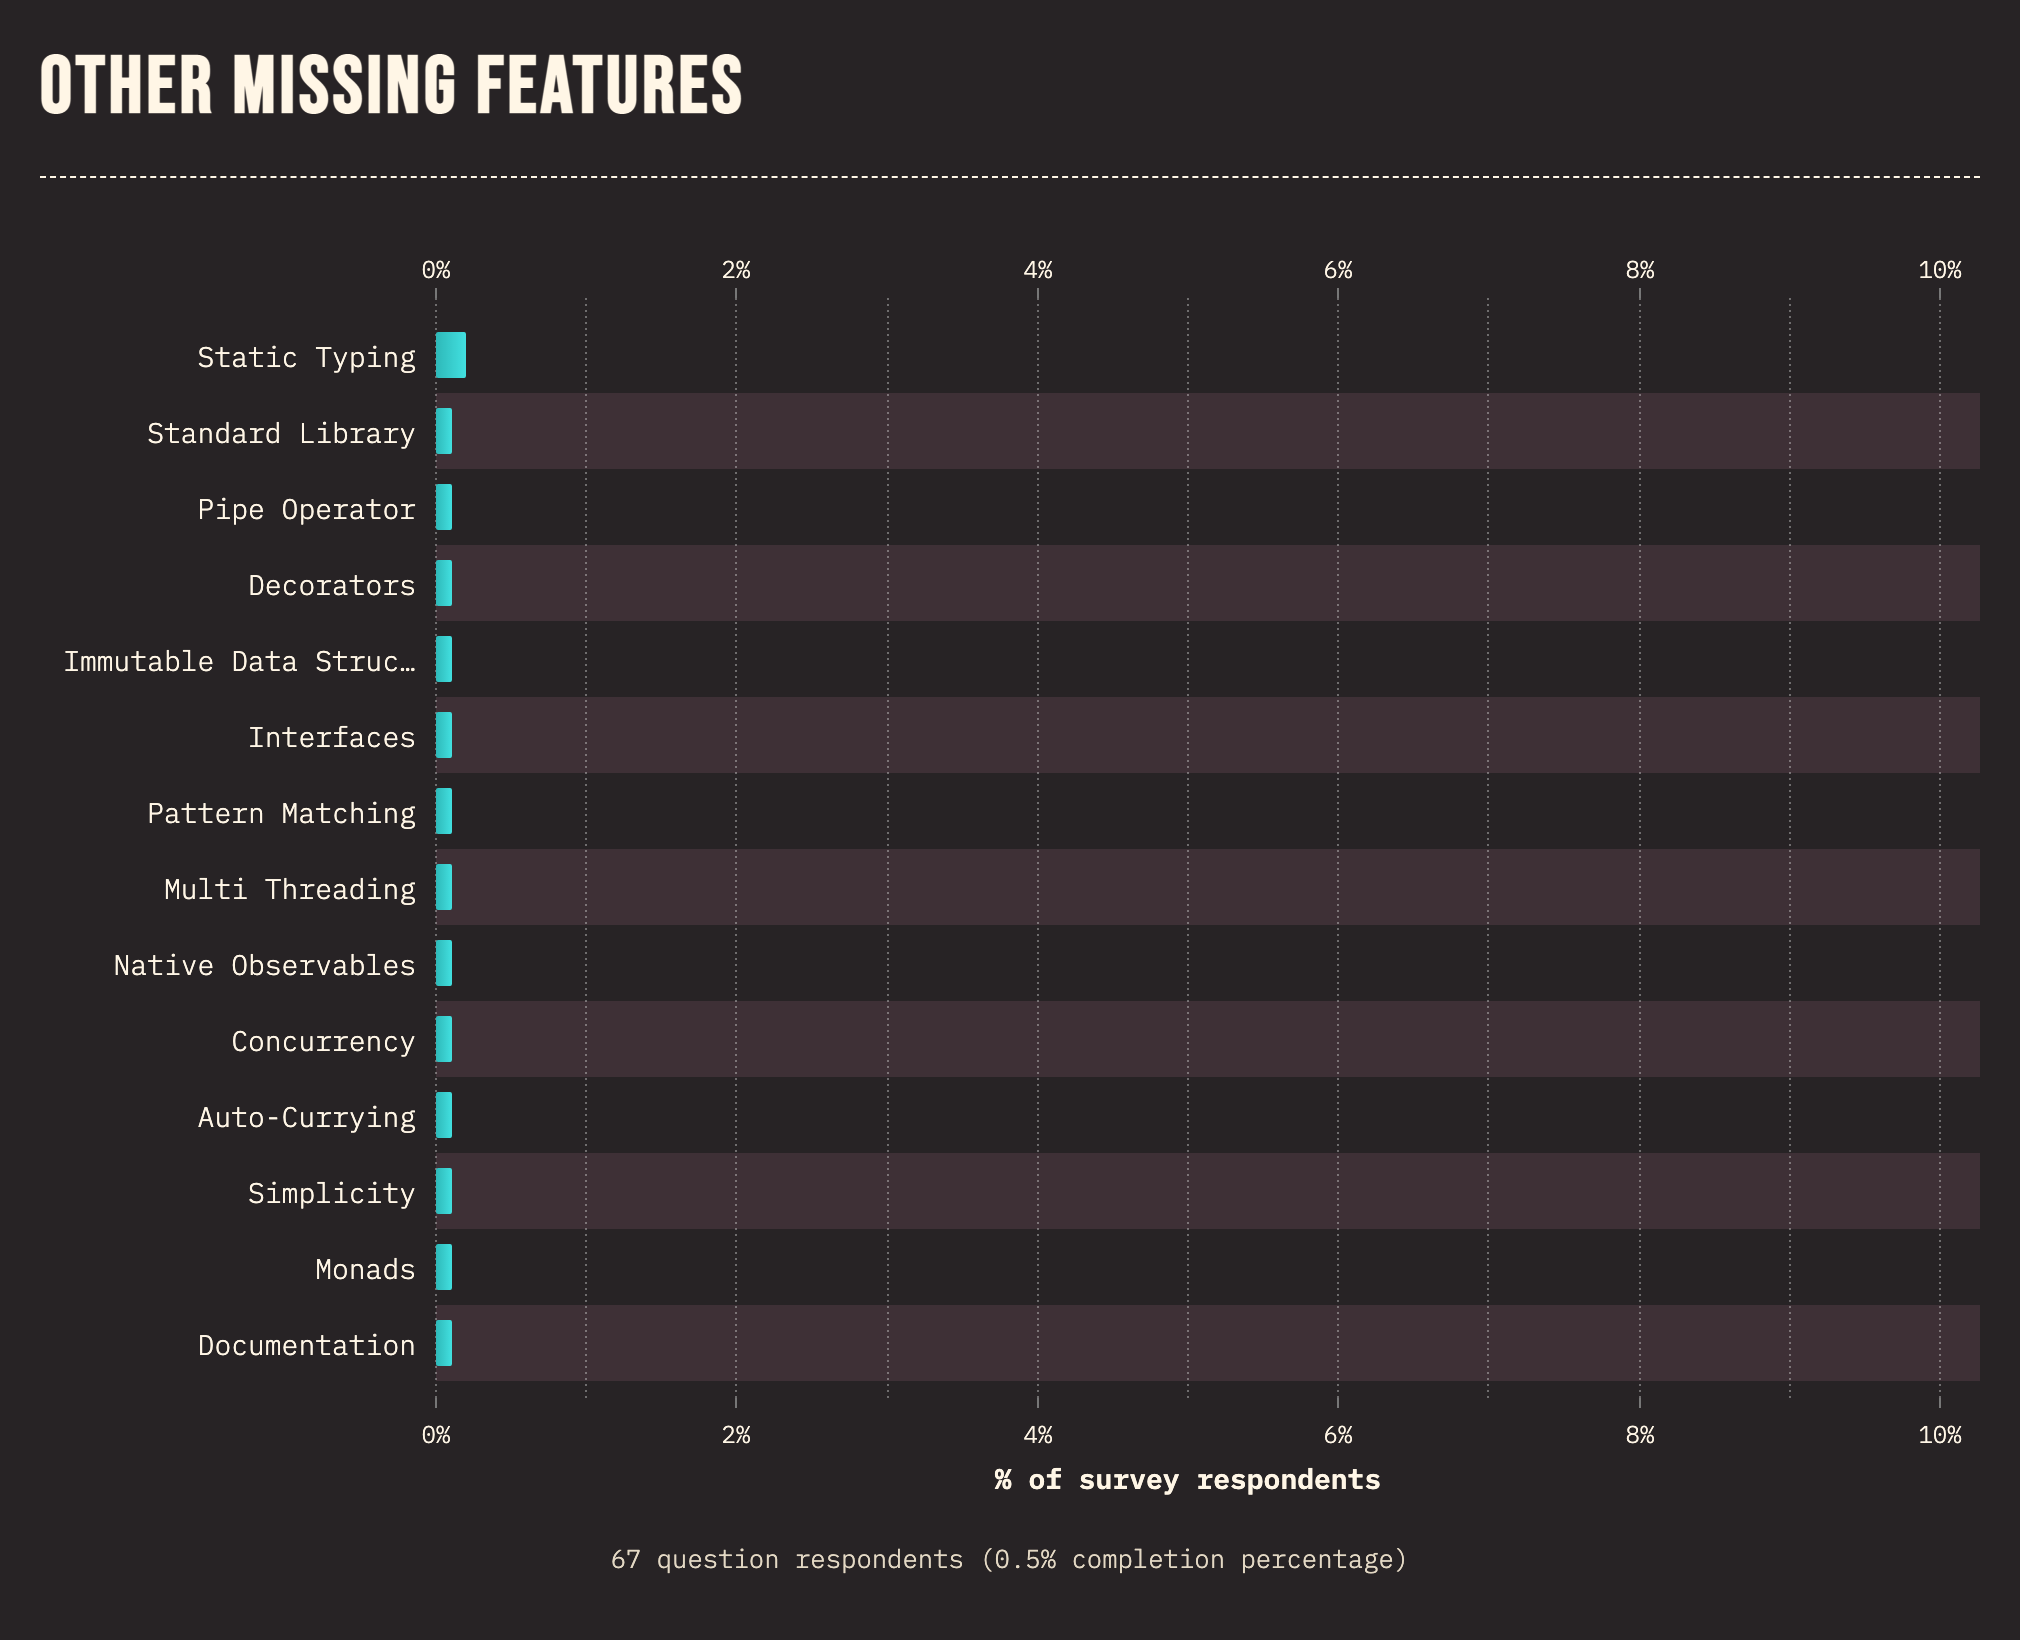 OTHER MISSING FEATURES
0% 2% 4% 6% 8% 10%
Static Typing
Standard Library
Pipe Operator
Decorators
Immutable Data Struc…
Interfaces
Pattern Matching
Multi Threading
Native Observables
Concurrency
Auto-Currying
Simplicity
Monads
Documentation
0% 2% 4% 6% 8% 10%
% of survey respondents
67 question respondents (0.5% completion percentage)